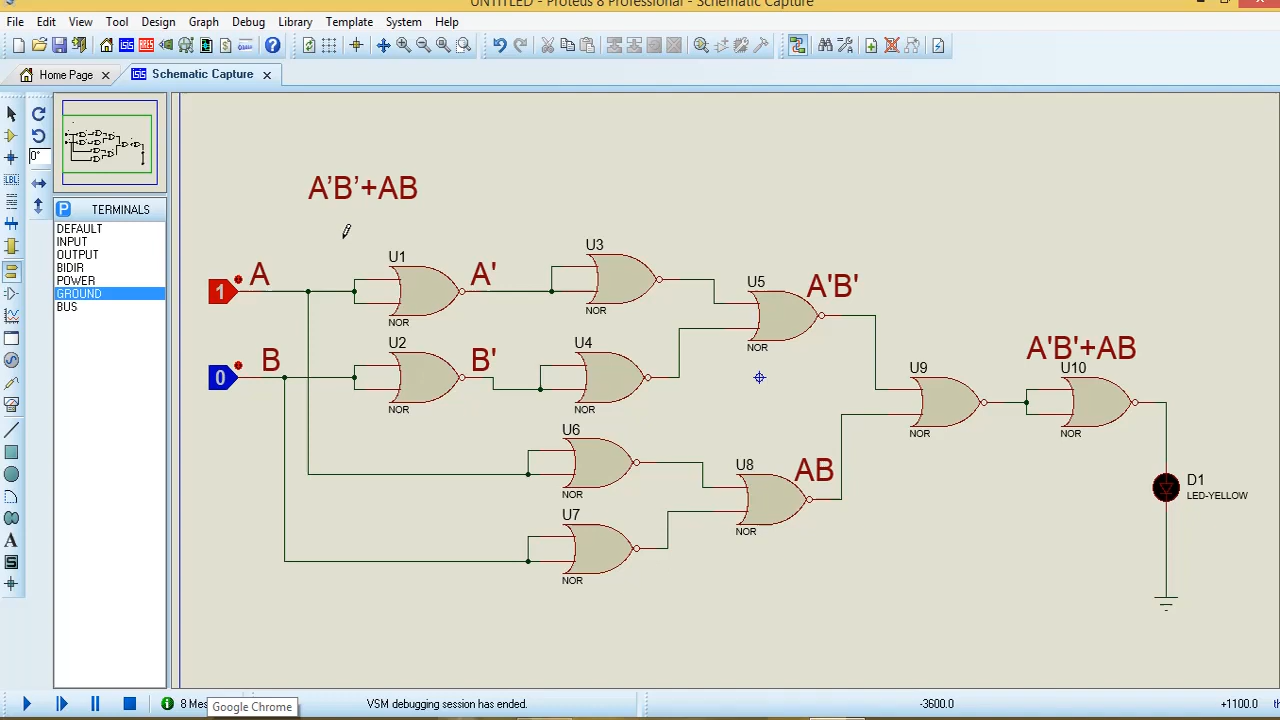 UNTITLED - Proteus 8 Professional - Schematic Capture
File Edit View Tool Design Graph Debug Library Template System Help
Home Page Schematic Capture
0°
LBL
P TERMINALS
DEFAULT
INPUT
OUTPUT
BIDIR
POWER
GROUND
BUS
A
S
A'B'+AB
1 A
U1
NOR
A'
U3
NOR
U5
NOR
A'B'
0 B
U2
NOR
B'
U4
NOR
U6
NOR
U7
NOR
U8
NOR
AB
U9
NOR
A'B'+AB
U10
NOR
D1
LED-YELLOW
8 Mes
Google Chrome
VSM debugging session has ended.
-3600.0 +1100.0